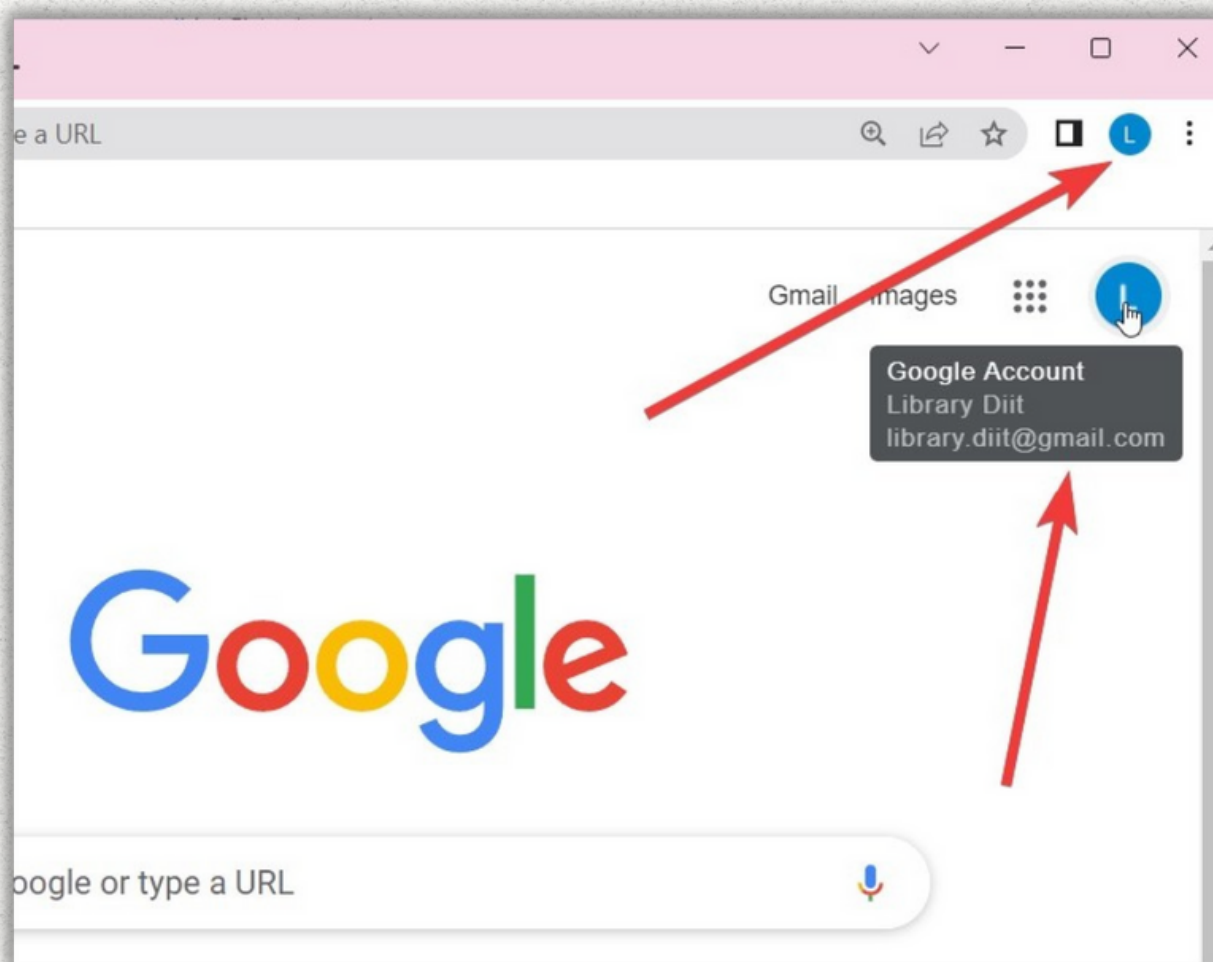 e a URL
L
Gmail Images
L
Google Account
Library Diit
library.diit@gmail.com
Google
oogle or type a URL